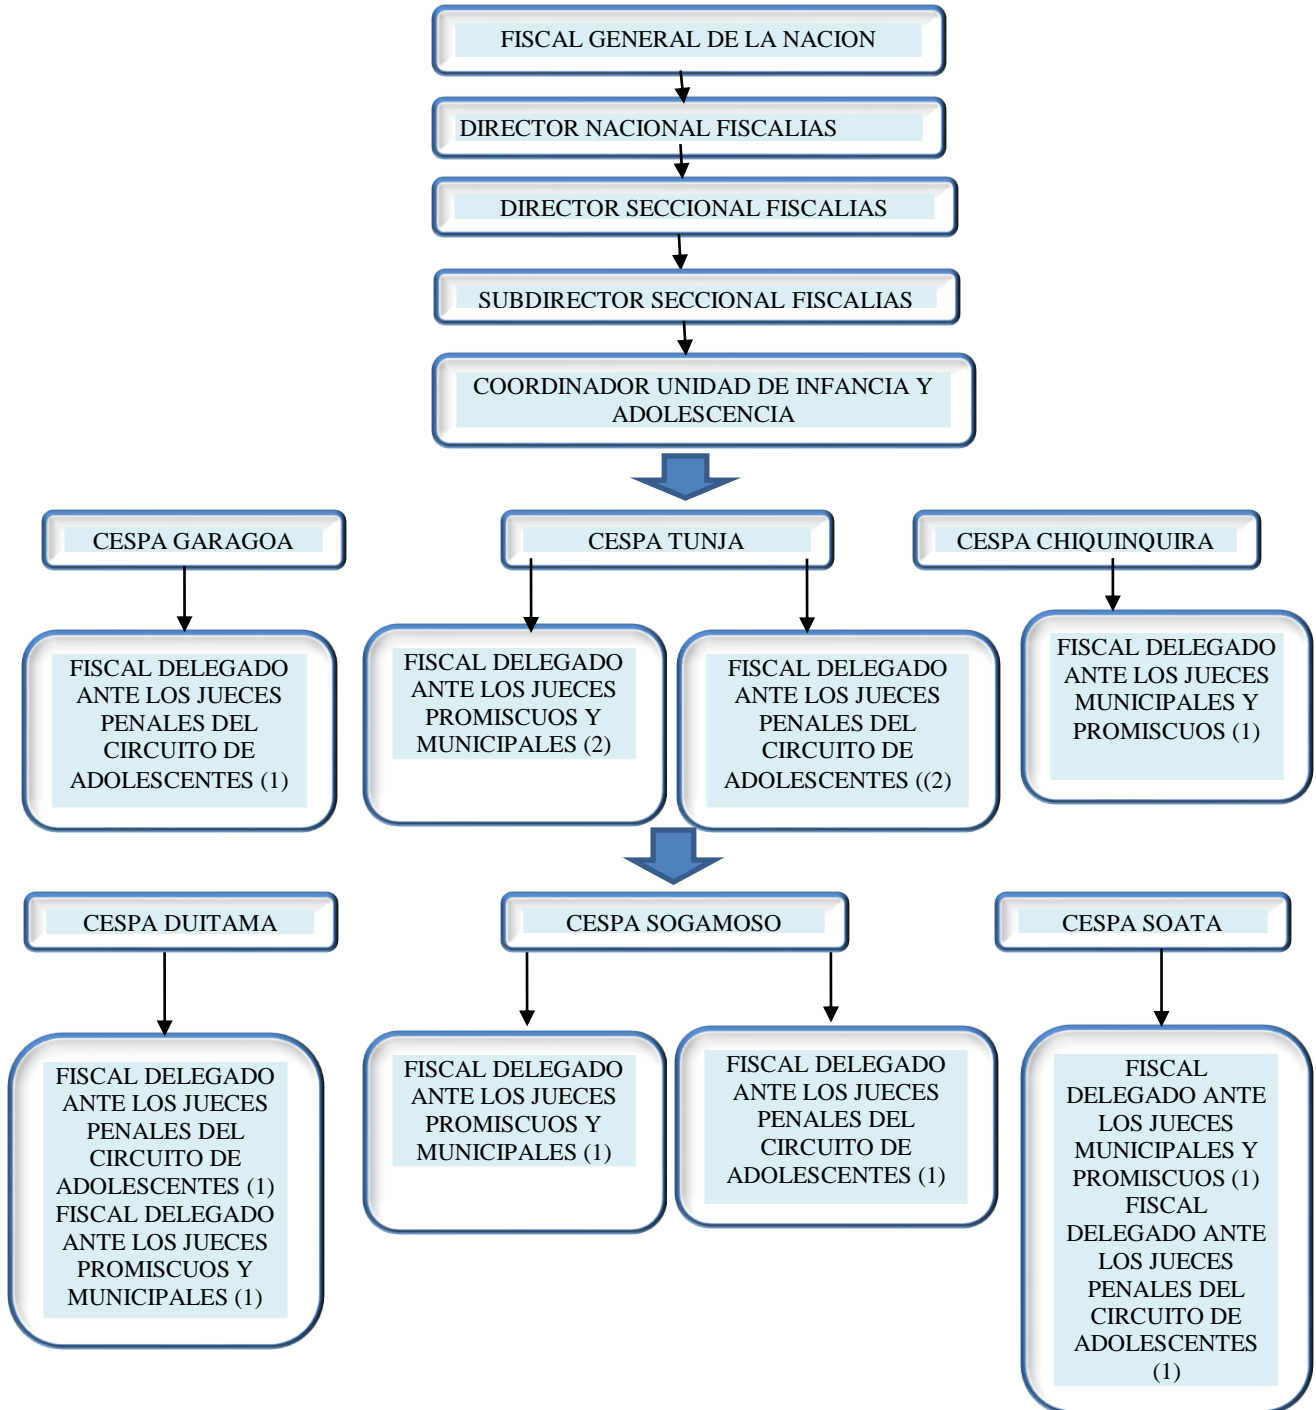 FISCAL GENERAL DE LA NACION
DIRECTOR NACIONAL FISCALIAS
DIRECTOR SECCIONAL FISCALIAS
SUBDIRECTOR SECCIONAL FISCALIAS
COORDINADOR UNIDAD DE INFANCIA Y
ADOLESCENCIA
CESPA GARAGOA
CESPA TUNJA
CESPA CHIQUINQUIRA
FISCAL DELEGADO
ANTE LOS JUECES
PENALES DEL
CIRCUITO DE
ADOLESCENTES (1)
FISCAL DELEGADO
ANTE LOS JUECES
PROMISCUOS Y
MUNICIPALES (2)
FISCAL DELEGADO
ANTE LOS JUECES
PENALES DEL
CIRCUITO DE
ADOLESCENTES ((2)
FISCAL DELEGADO
ANTE LOS JUECES
MUNICIPALES Y
PROMISCUOS (1)
CESPA DUITAMA
CESPA SOGAMOSO
CESPA SOATA
FISCAL DELEGADO
ANTE LOS JUECES
PENALES DEL
CIRCUITO DE
ADOLESCENTES (1)
FISCAL DELEGADO
ANTE LOS JUECES
PROMISCUOS Y
MUNICIPALES (1)
FISCAL DELEGADO
ANTE LOS JUECES
PROMISCUOS Y
MUNICIPALES (1)
FISCAL DELEGADO
ANTE LOS JUECES
PENALES DEL
CIRCUITO DE
ADOLESCENTES (1)
FISCAL
DELEGADO ANTE
LOS JUECES
MUNICIPALES Y
PROMISCUOS (1)
FISCAL
DELEGADO ANTE
LOS JUECES
PENALES DEL
CIRCUITO DE
ADOLESCENTES
(1)